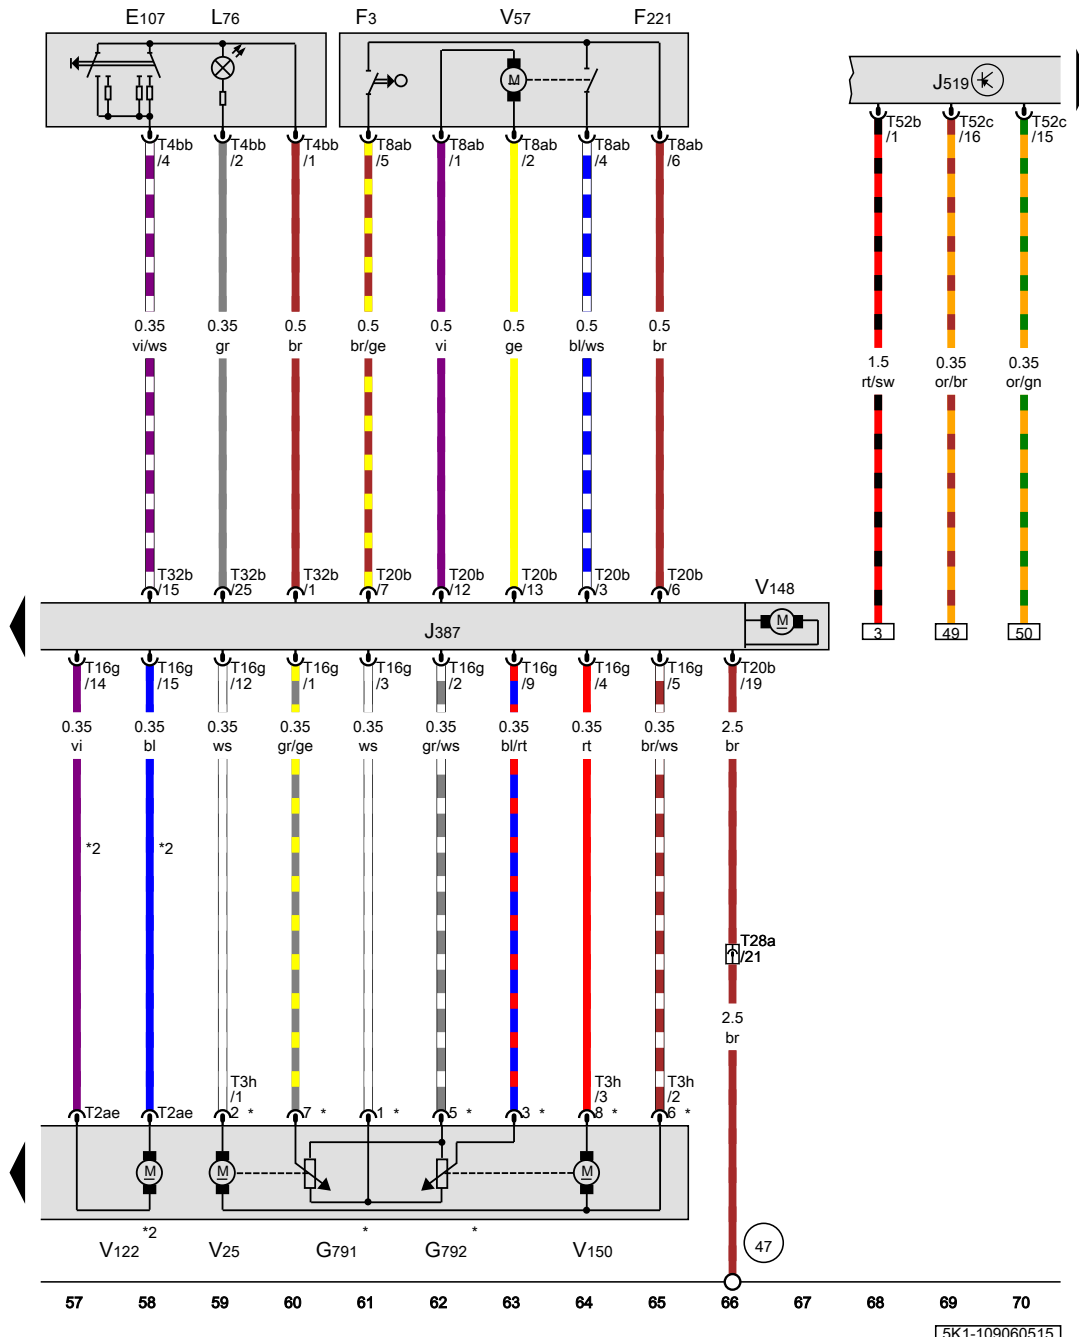 E107 L76 F3 V57 F221
J519
M
T4bb T4bb T4bb T8ab T8ab T8ab T8ab T8ab T52b T52c T52c
/4 /2 /1 /5 /1 /2 /4 /6 /1 /16 /15
0.35 0.35 0.5 0.5 0.5 0.5 0.5 0.5
vi/ws gr br br/ge vi ge bl/ws br
1.5 0.35 0.35
rt/sw or/br or/gn
T32b T32b T32b T20b T20b T20b T20b T20b
/15 /25 /1 /7 /12 /13 /3 /6
V148
M
J387
3 49 50
T16g T16g T16g T16g T16g T16g T16g T16g T16g T20b
/14 /15 /12 /1 /3 /2 /9 /4 /5 /19
0.35 0.35 0.35 0.35 0.35 0.35 0.35 0.35 0.35 2.5
vi bl ws gr/ge ws gr/ws bl/rt rt br/ws br
*2 *2
T28a
/21
2.5
br
T3h T3h T3h
/1 /3 /2
T2ae T2ae 2 * 7 * 1 * 5 * 3 * 8 * 6 *
M M M
*2 * *
V122 V25 G791 G792 V150
47
57 58 59 60 61 62 63 64 65 66 67 68 69 70
5K1-109060515